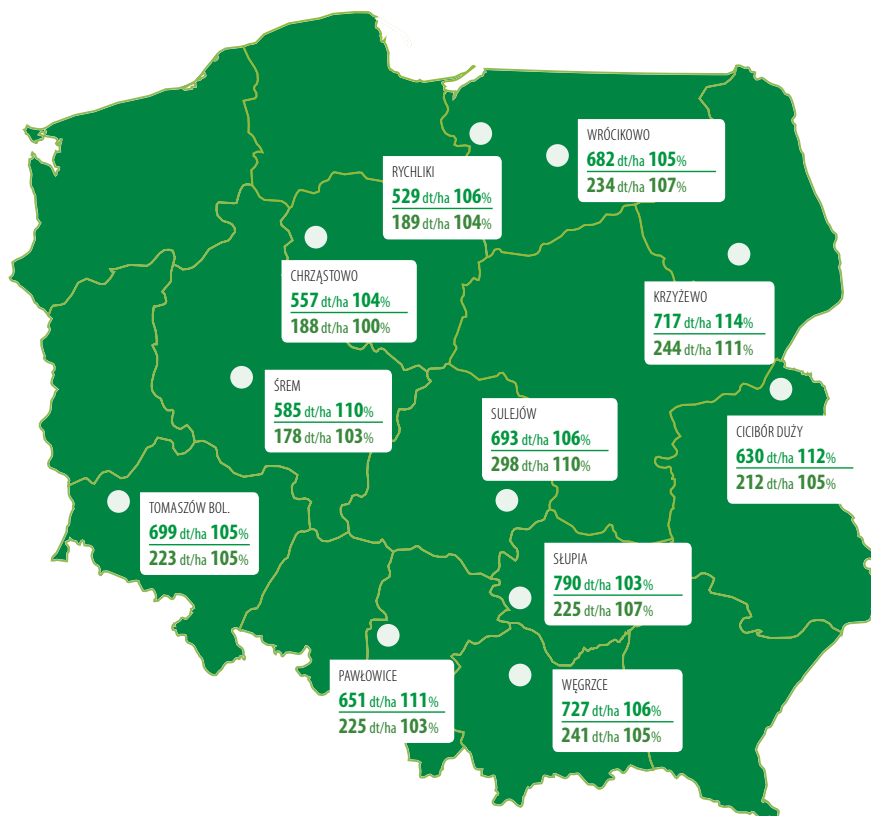 WRÓCIKOWO
682 dt/ha 105%
234 dt/ha 107%
RYCHLIKI
529 dt/ha 106%
189 dt/ha 104%
CHRZĄSTOWO
557 dt/ha 104%
188 dt/ha 100%
KRZYŻEWO
717 dt/ha 114%
244 dt/ha 111%
ŚREM
585 dt/ha 110%
178 dt/ha 103%
SULEJÓW
693 dt/ha 106%
298 dt/ha 110%
CICIBÓR DUŻY
630 dt/ha 112%
212 dt/ha 105%
TOMASZÓW BOL.
699 dt/ha 105%
223 dt/ha 105%
SŁUPIA
790 dt/ha 103%
225 dt/ha 107%
PAWŁOWICE
651 dt/ha 111%
225 dt/ha 103%
WĘGRZCE
727 dt/ha 106%
241 dt/ha 105%